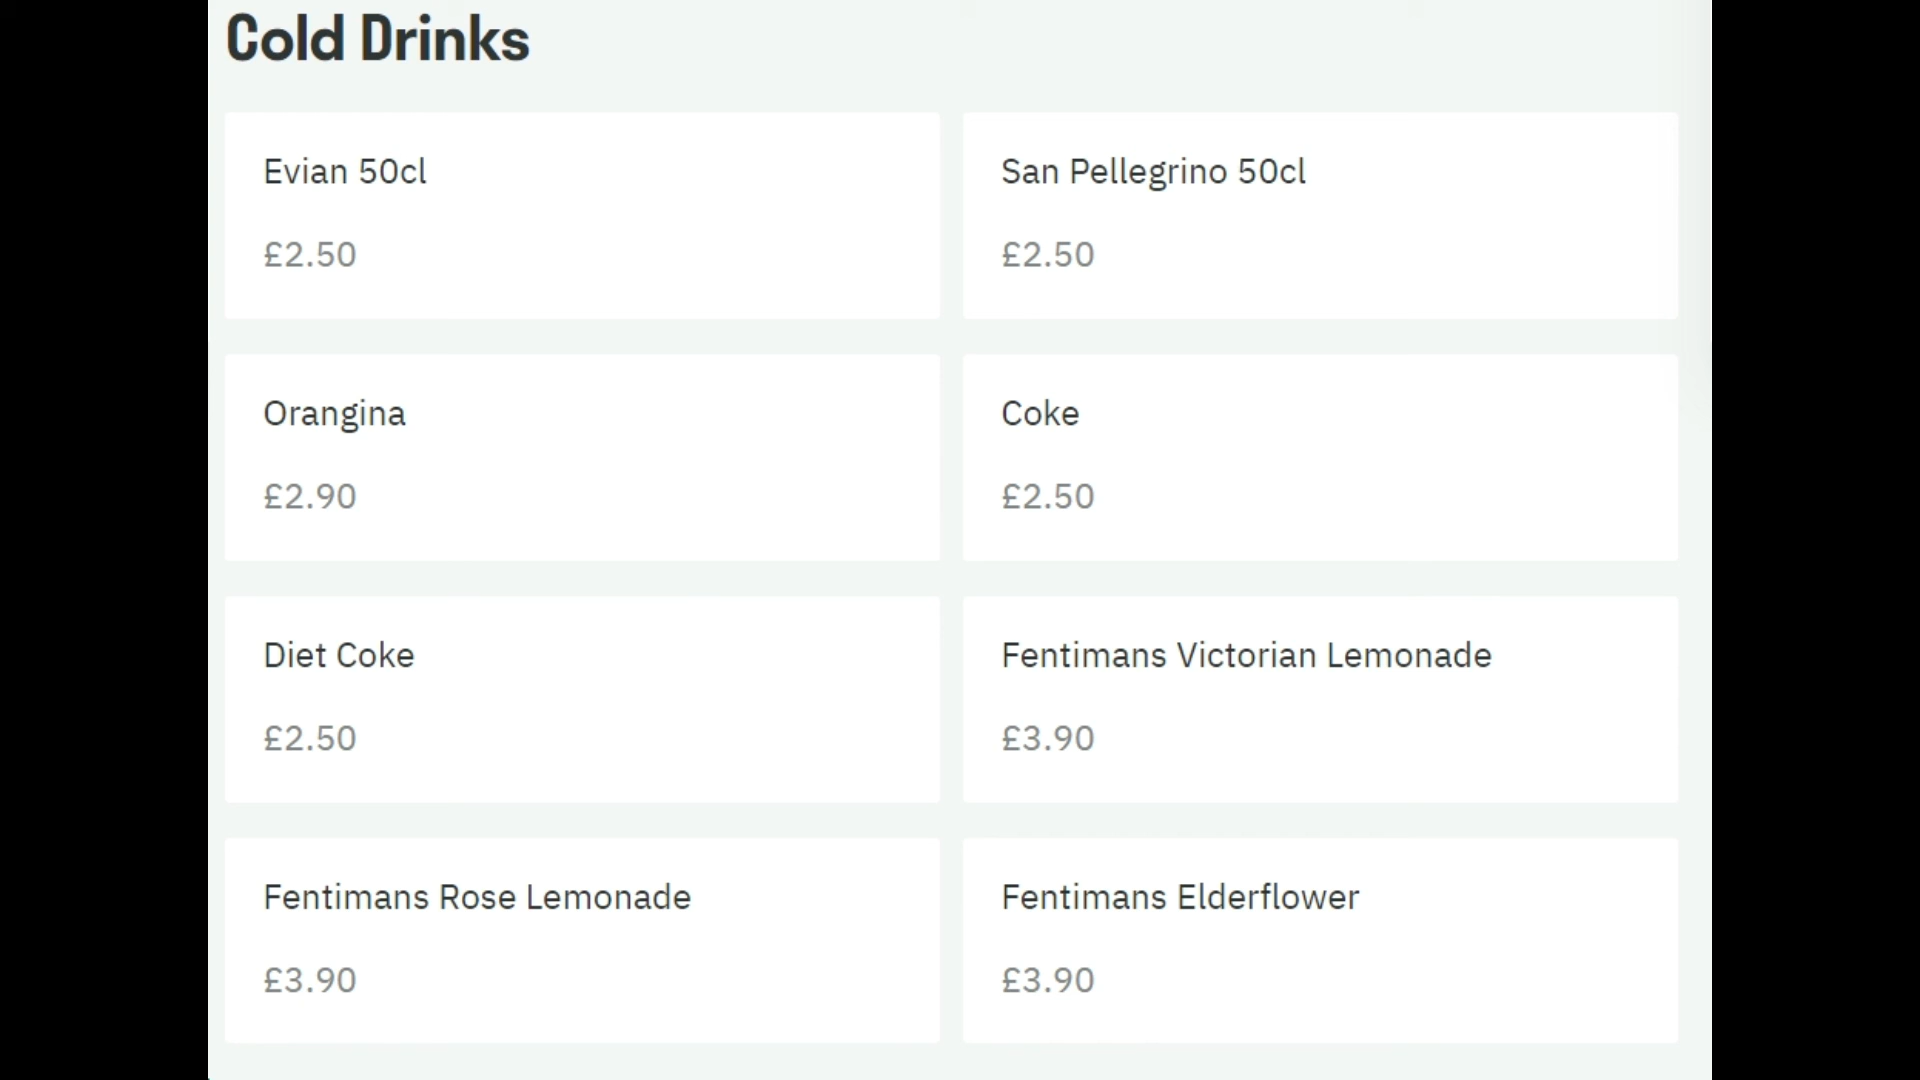 Cold Drinks
Evian 50cl
£2.50
San Pellegrino 50cl
£2.50
Orangina
£2.90
Coke
£2.50
Diet Coke
£2.50
Fentimans Victorian Lemonade
£3.90
Fentimans Rose Lemonade
£3.90
Fentimans Elderflower
£3.90